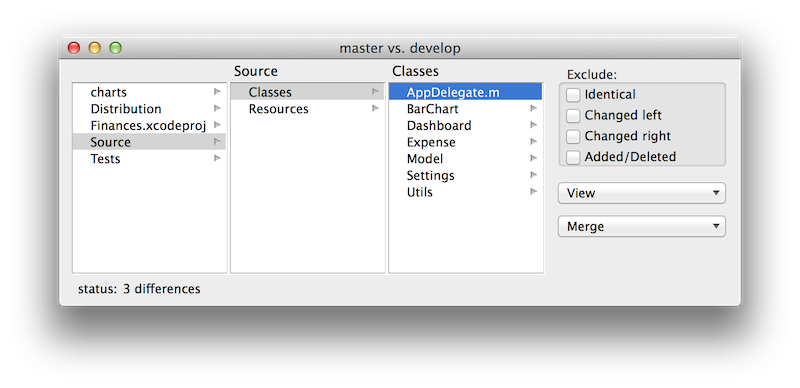 master vs. develop
Source
Classes
charts
Distribution
Finances.xcodeproj
Source
Tests
Classes
Resources
AppDelegate.m
BarChart
Dashboard
Expense
Model
Settings
Utils
Exclude:
Identical
Changed left
Changed right
Added/Deleted
View
Merge
status: 3 differences